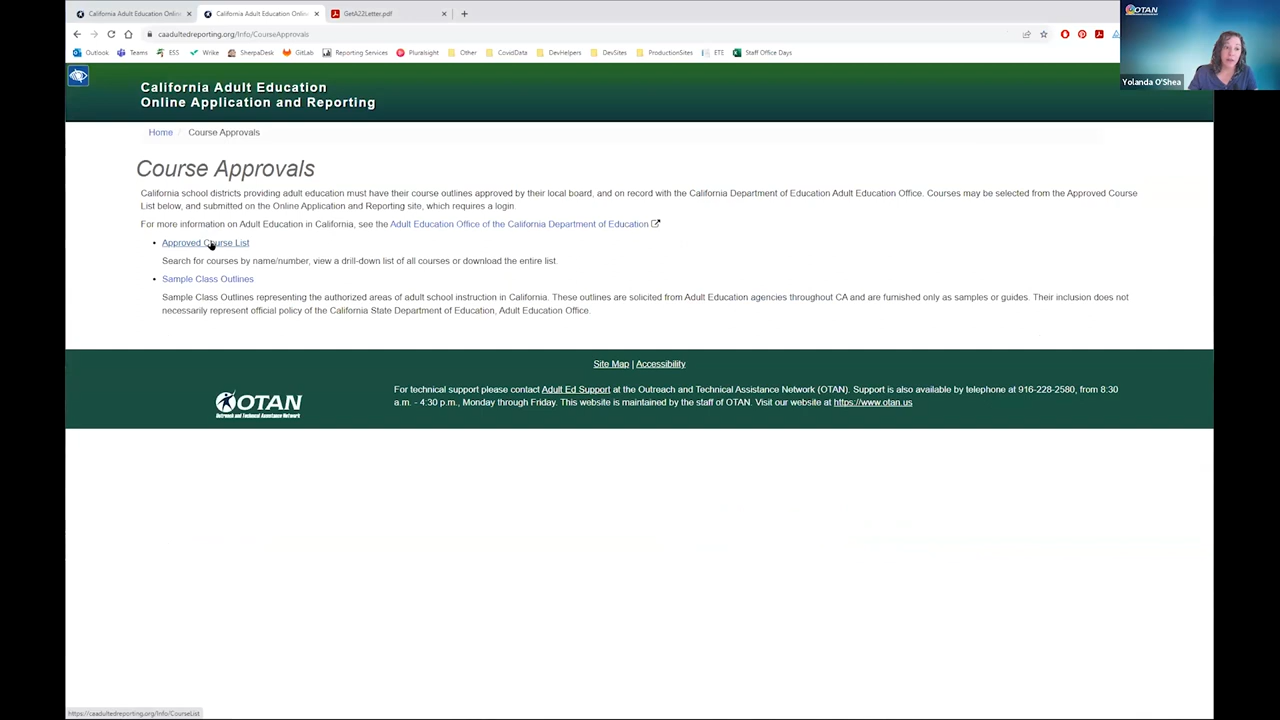 California Adult Education Onlin
California Adult Education Onlin
GetA22Letter.pdf
caadultedreporting.org/Info/CourseApprovals
Outlook Teams ESS Wrike SherpaDesk GitLab Reporting Services Pluralsight Other CovidData DevHelpers DevSites ProductionSites ETE Staff Office Days
OTAN
Yolanda O'Shea
California Adult Education
Online Application and Reporting
Home / Course Approvals
Course Approvals
California school districts providing adult education must have their course outlines approved by their local board, and on record with the California Department of Education Adult Education Office. Courses may be selected from the Approved Course
List below, and submitted on the Online Application and Reporting site, which requires a login.
For more information on Adult Education in California, see the Adult Education Office of the California Department of Education
• Approved Course List
Search for courses by name/number, view a drill-down list of all courses or download the entire list.
• Sample Class Outlines
Sample Class Outlines representing the authorized areas of adult school instruction in California. These outlines are solicited from Adult Education agencies throughout CA and are furnished only as samples or guides. Their inclusion does not
necessarily represent official policy of the California State Department of Education, Adult Education Office.
Site Map | Accessibility
OTAN
Outreach and Technical Assistance Network
For technical support please contact Adult Ed Support at the Outreach and Technical Assistance Network (OTAN). Support is also available by telephone at 916-228-2580, from 8:30
a.m. - 4:30 p.m., Monday through Friday. This website is maintained by the staff of OTAN. Visit our website at https://www.otan.us
https://caadultedreporting.org/Info/CourseList